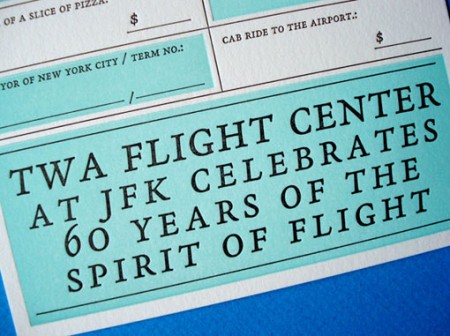 OF A SLICE OF PIZZA:
$
CAB RIDE TO THE AIRPORT.:
$
YOR OF NEW YORK CITY / TERM NO.:
/
TWA FLIGHT CENTER
AT JFK CELEBRATES
60 YEARS OF THE
SPIRIT OF FLIGHT